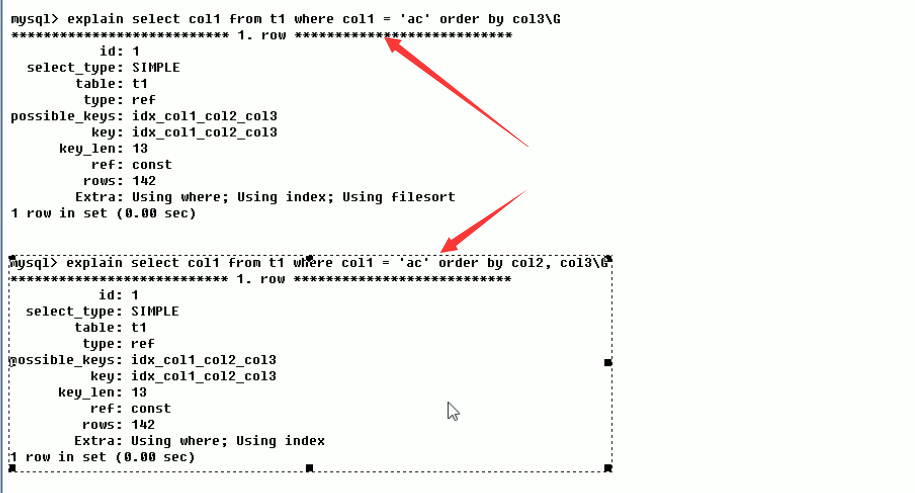 mysql> explain select col1 from t1 where col1 = 'ac' order by col3\G
*************************** 1. row ***************************
id: 1
select_type: SIMPLE
table: t1
type: ref
possible_keys: idx_col1_col2_col3
key: idx_col1_col2_col3
key_len: 13
ref: const
rows: 142
Extra: Using where; Using index; Using filesort
1 row in set (0.00 sec)
mysql> explain select col1 from t1 where col1 = 'ac' order by col2, col3\G
*************************** 1. row ***************************
id: 1
select_type: SIMPLE
table: t1
type: ref
possible_keys: idx_col1_col2_col3
key: idx_col1_col2_col3
key_len: 13
ref: const
rows: 142
Extra: Using where; Using index
1 row in set (0.00 sec)